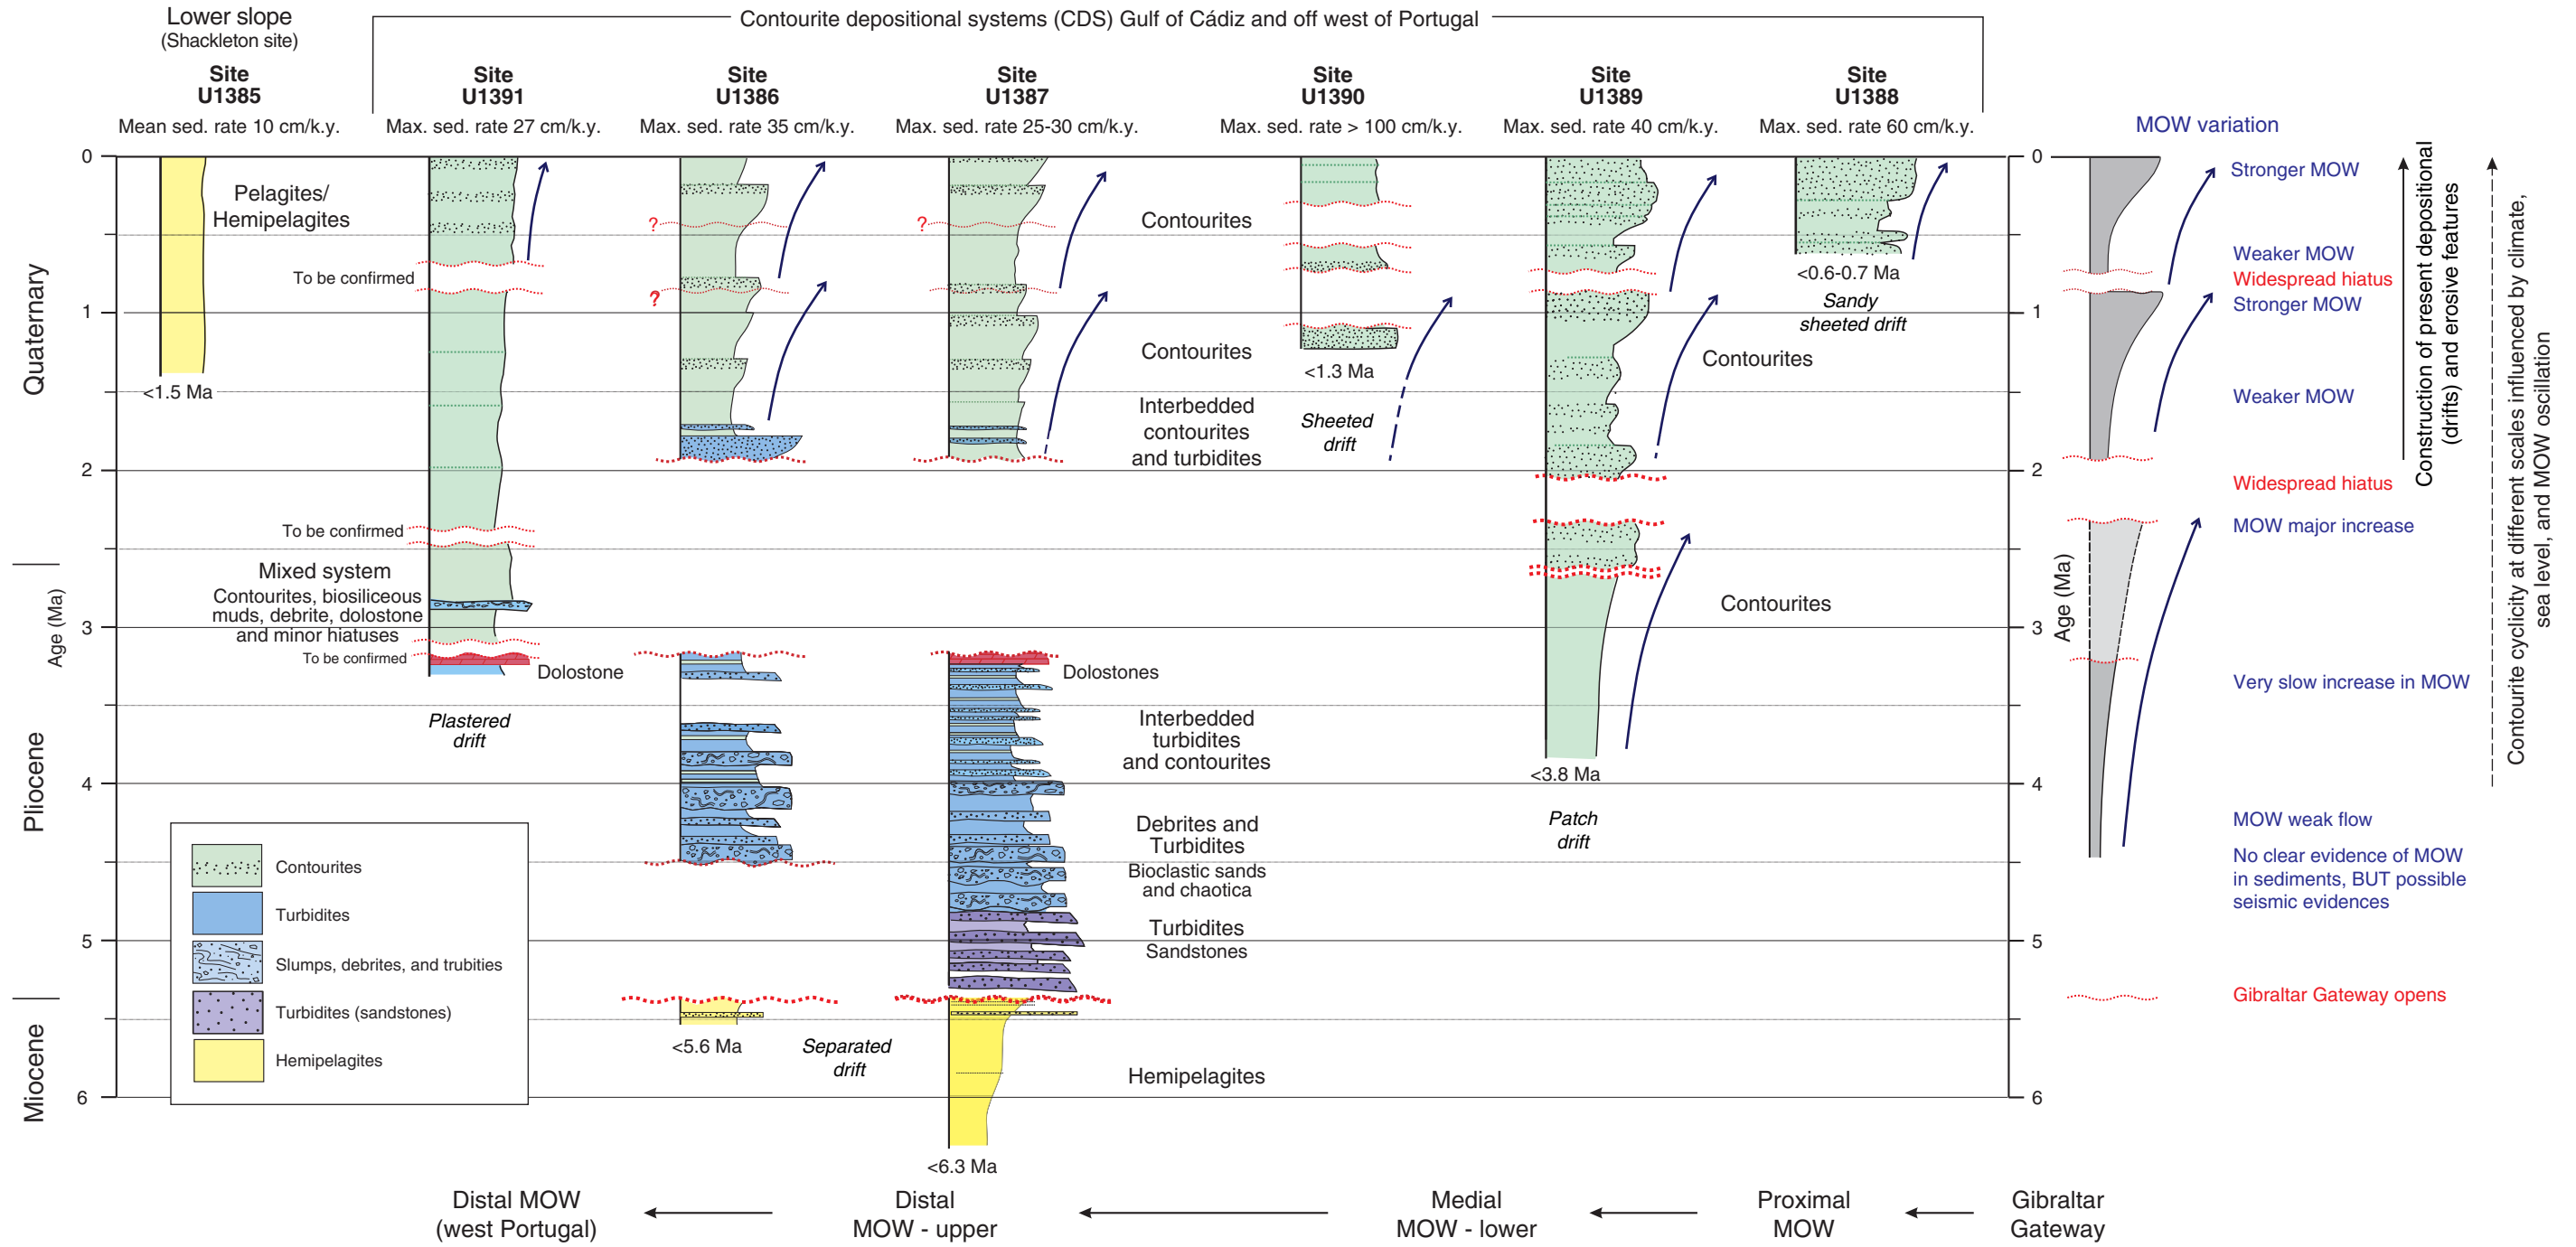 Lower slope
(Shackleton site)
Contourite depositional systems (CDS) Gulf of Cádiz and off west of Portugal
Site
U1385
Mean sed. rate 10 cm/k.y.
Site
U1391
Max. sed. rate 27 cm/k.y.
Site
U1386
Max. sed. rate 35 cm/k.y.
Site
U1387
Max. sed. rate 25-30 cm/k.y.
Site
U1390
Max. sed. rate > 100 cm/k.y.
Site
U1389
Max. sed. rate 40 cm/k.y.
Site
U1388
Max. sed. rate 60 cm/k.y.
MOW variation
Quaternary
Pliocene
Miocene
Age (Ma)
0
1
2
3
4
5
6
<1.5 Ma
Pelagites/
Hemipelagites
To be confirmed
To be confirmed
Mixed system
Contourites, biosiliceous
muds, debrite, dolostone
and minor hiatuses
To be confirmed
Dolostone
Plastered
drift
?
?
<5.6 Ma
Separated
drift
?
Contourites
Contourites
Interbedded
contourites
and turbidites
Dolostones
Interbedded
turbidites
and contourites
Debrites and
Turbidites
Bioclastic sands
and chaotica
Turbidites
Sandstones
Hemipelagites
<6.3 Ma
<1.3 Ma
Sheeted
drift
Contourites
Contourites
<3.8 Ma
Patch
drift
<0.6-0.7 Ma
Sandy
sheeted drift
0
1
2
3
4
5
6
Age (Ma)
Stronger MOW
Weaker MOW
Widespread hiatus
Stronger MOW
Weaker MOW
Widespread hiatus
MOW major increase
Very slow increase in MOW
MOW weak flow
No clear evidence of MOW
in sediments, BUT possible
seismic evidences
Gibraltar Gateway opens
Construction of present depositional
(drifts) and erosive features
Contourite cyclicity at different scales influenced by climate,
sea level, and MOW oscillation
Contourites
Turbidites
Slumps, debrites, and trubities
Turbidites (sandstones)
Hemipelagites
Distal MOW
(west Portugal)
Distal
MOW - upper
Medial
MOW - lower
Proximal
MOW
Gibraltar
Gateway